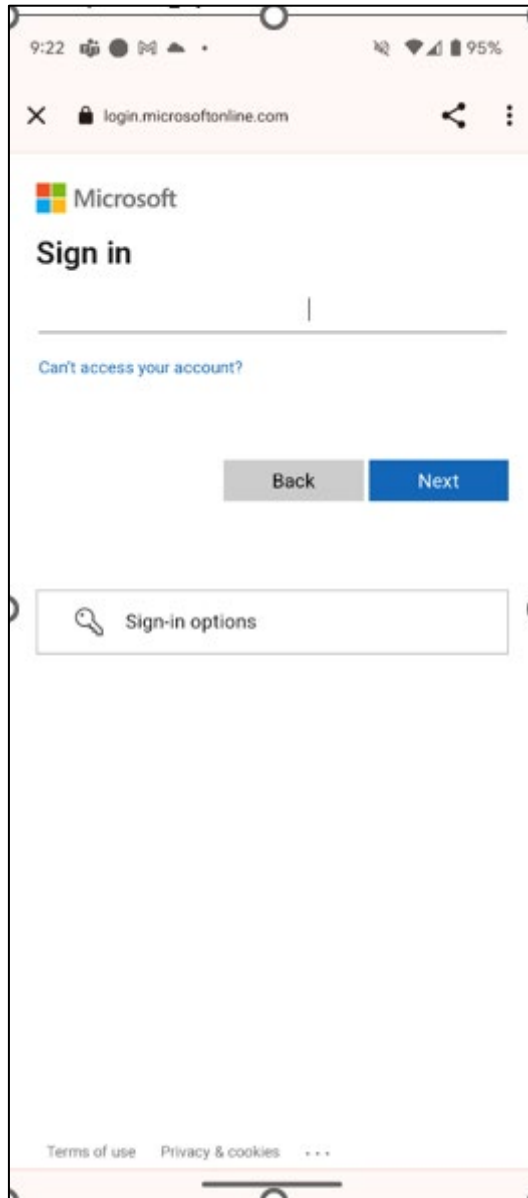 9:22 95%
login.microsoftonline.com
Microsoft
Sign in
Can't access your account?
Back Next
Sign-in options
Terms of use Privacy & cookies ...